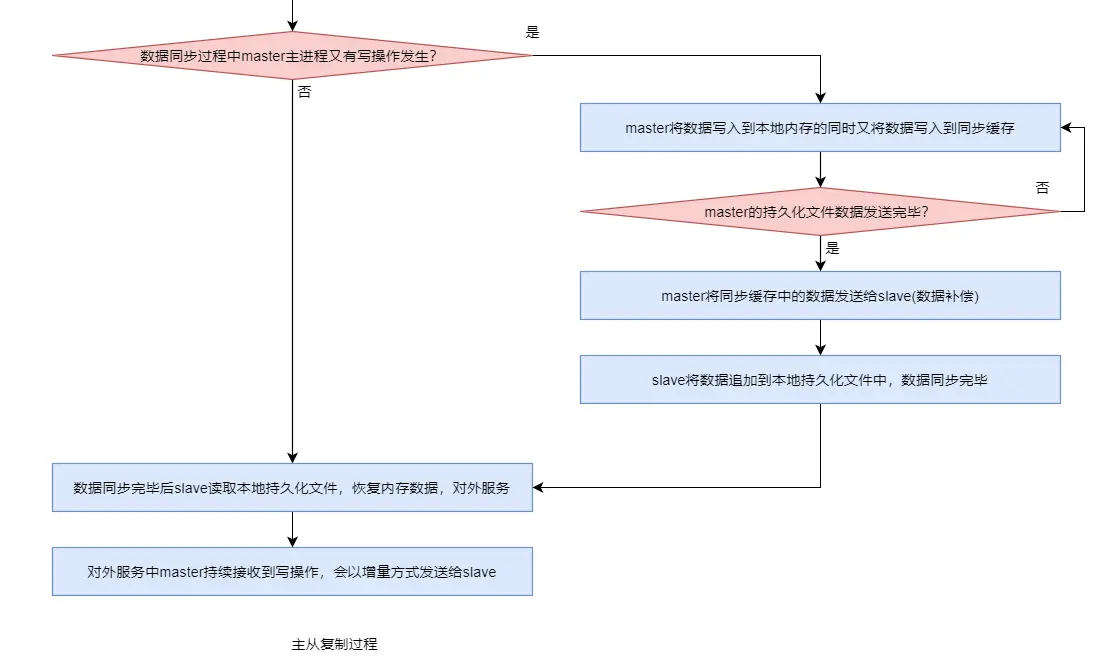 是
数据同步过程中master主进程又有写操作发生？
否
master将数据写入到本地内存的同时又将数据写入到同步缓存
否
master的持久化文件数据发送完毕？
是
master将同步缓存中的数据发送给slave(数据补偿)
slave将数据追加到本地持久化文件中，数据同步完毕
数据同步完毕后slave读取本地持久化文件，恢复内存数据，对外服务
对外服务中master持续接收到写操作，会以增量方式发送给slave
主从复制过程